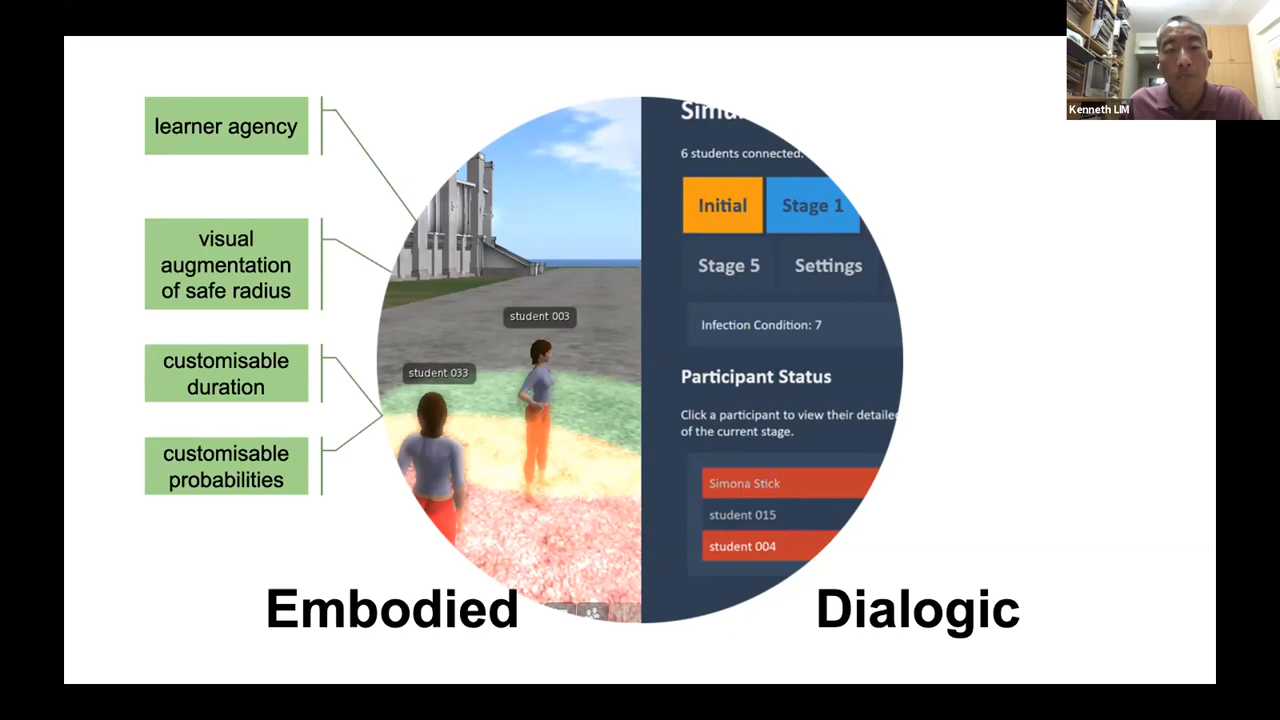 Kenneth LIM
learner agency
visual
augmentation
of safe radius
customisable
duration
customisable
probabilities
student 003
student 033
Embodied
6 students connected.
Initial
Stage 1
Stage 5
Settings
Infection Condition: 7
Participant Status
Click a participant to view their detailed
of the current stage.
Simona Stick
student 015
student 004
Dialogic